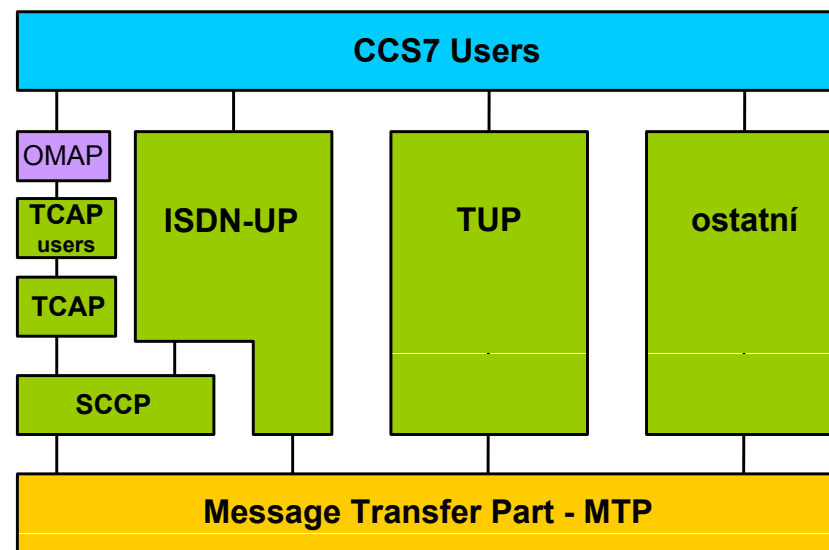 CCS7 Users
OMAP
TCAP
users
TCAP
SCCP
ISDN-UP
TUP
ostatní
Message Transfer Part - MTP